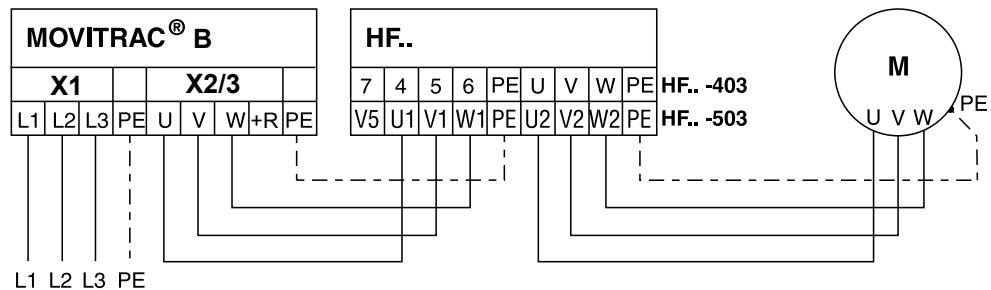 MOVITRAC® B
HF..
M
X1 X2/3
7 4 5 6 PE U V W PE HF.. -403
L1 L2 L3 PE U V W +R PE
V5 U1 V1 W1 PE U2 V2 W2 PE HF.. -503
U V W
PE
L1 L2 L3 PE